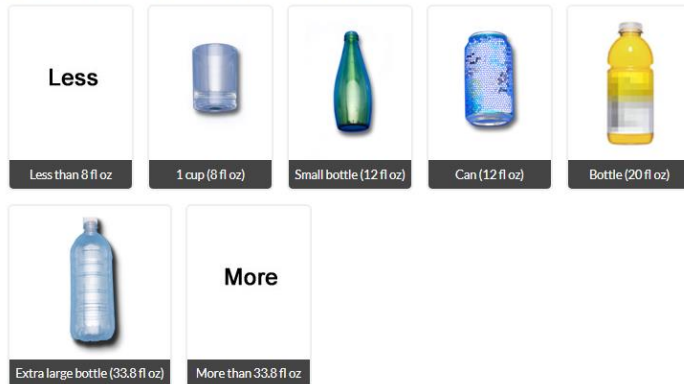 Less
Less than 8 fl oz
1 cup (8 fl oz)
Small bottle (12 fl oz)
Can (12 fl oz)
Bottle (20 fl oz)
More
Extra large bottle (33.8 fl oz)
More than 33.8 fl oz